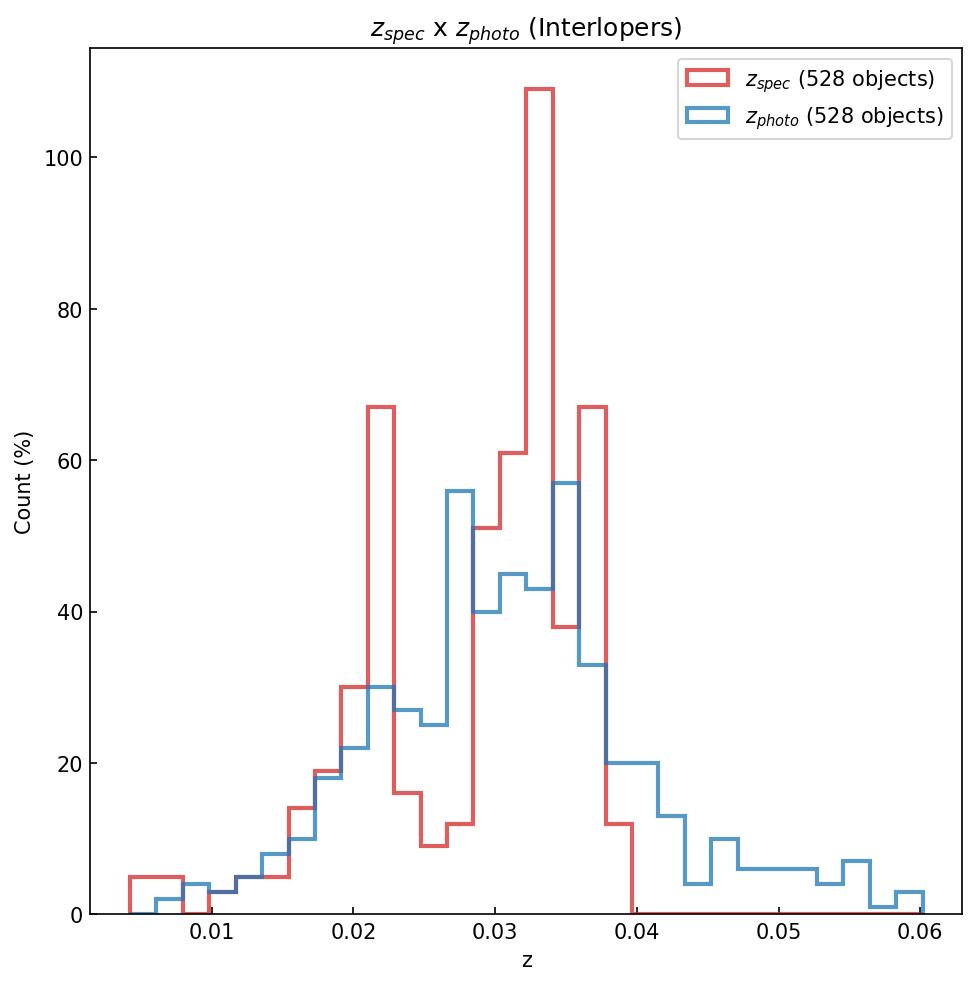 z_spec x z_photo (Interlopers)
z_spec (528 objects)
z_photo (528 objects)
Count (%)
100
80
60
40
20
0
0.01 0.02 0.03 0.04 0.05 0.06
z